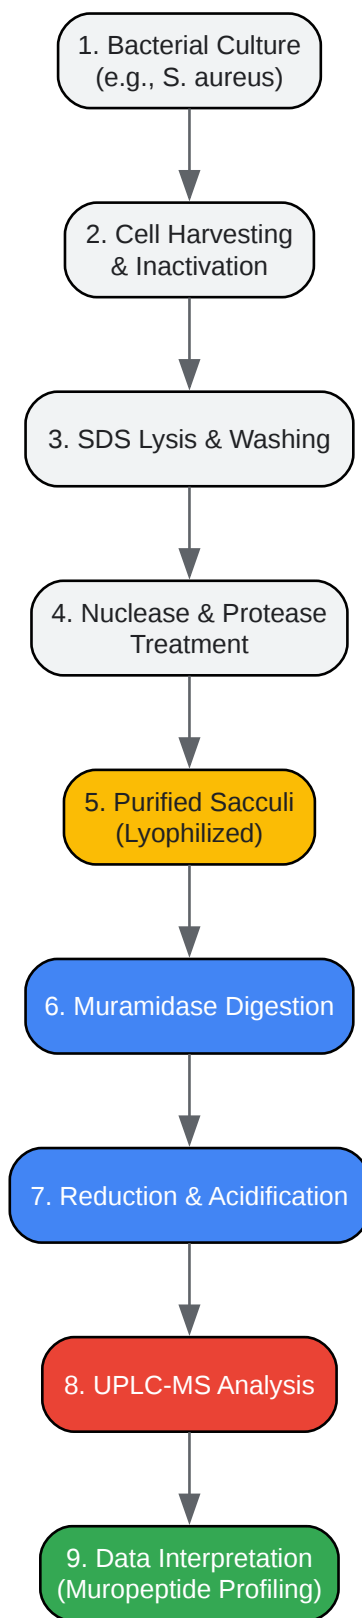 1. Bacterial Culture
(e.g., S. aureus)
2. Cell Harvesting
& Inactivation
3. SDS Lysis & Washing
4. Nuclease & Protease
Treatment
5. Purified Sacculi
(Lyophilized)
6. Muramidase Digestion
7. Reduction & Acidification
8. UPLC-MS Analysis
9. Data Interpretation
(Muropeptide Profiling)